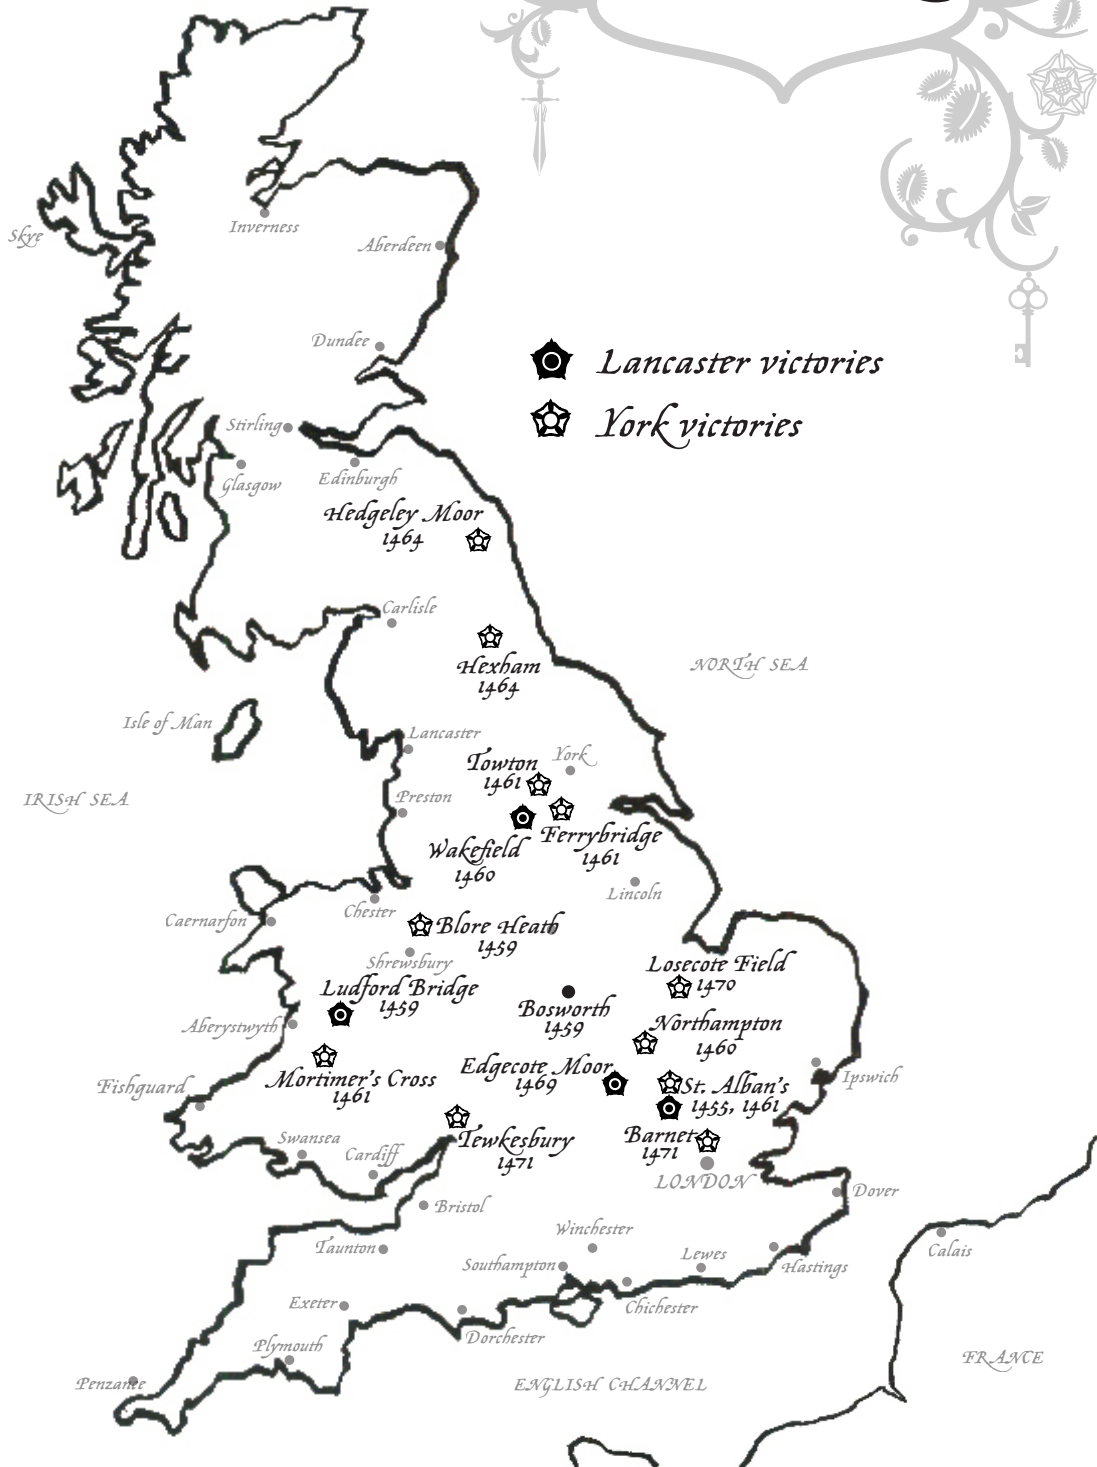 Inverness
Skye
Aberdeen
Dundee
Lancaster victories
York victories
Stirling
Glasgow
Edinburgh
Hedgeley Moor
1464
Carlisle
Hexham
1464
NORTH SEA
Isle of Man
Lancaster
Towton
1461
York
IRISH SEA
Preston
Ferrybridge
1461
Wakefield
1460
Lincoln
Chester
Caernarfon
Blore Heath
1459
Shrewsbury
Losecote Field
1470
Ludford Bridge
1459
Bosworth
1459
Northampton
1460
Aberystwyth
Edgecote Moor
1469
Mortimer's Cross
1461
St. Alban's
1455, 1461
Ipswich
Fishguard
Tewkesbury
1471
Barnet
1471
Swansea
Cardiff
LONDON
Dover
Bristol
Winchester
Taunton
Southampton
Lewes
Hastings
Calais
Exeter
Chichester
Dorchester
Plymouth
Penzance
ENGLISH CHANNEL
FRANCE